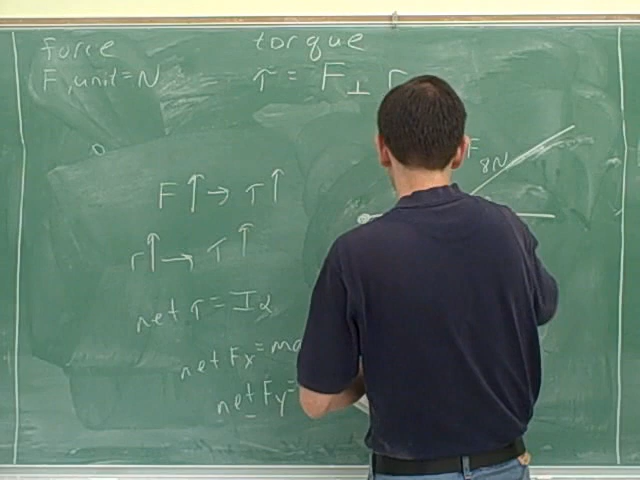 force
torque
F, unit = N
τ = F⊥ r
F
8N
F↑ → τ↑
r↑ → τ↑
net τ = Iα
net Fx = ma
net Fy =